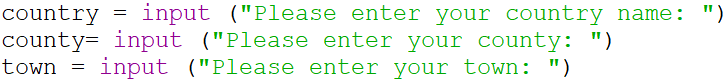 country = input ("Please enter your country name: ")
county= input ("Please enter your county: ")
town = input ("Please enter your town: ")